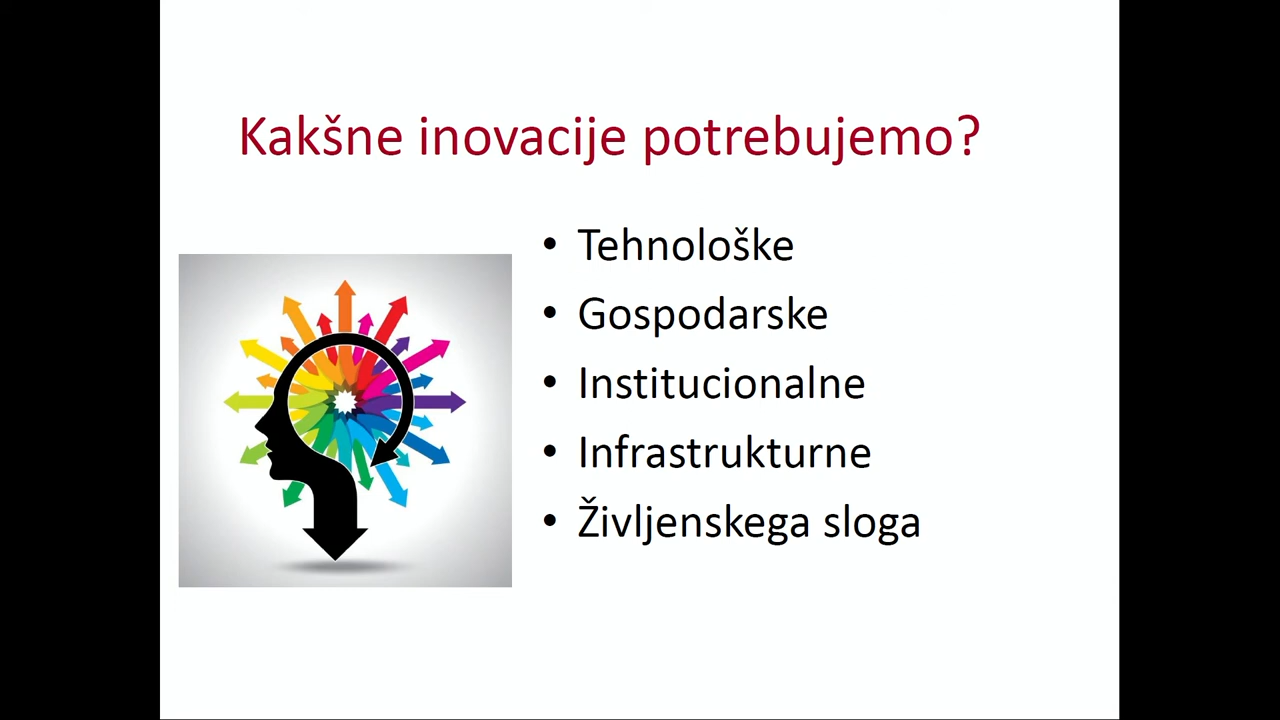 Kakšne inovacije potrebujemo?
• Tehnološke
• Gospodarske
• Institucionalne
• Infrastrukturne
• Življenskega sloga